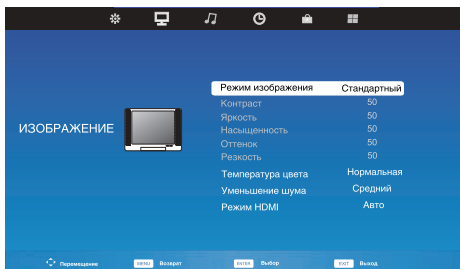 Режим изображения Стандартный
Контраст 50
Яркость 50
Насыщенность 50
Оттенок 50
Резкость 50
ИЗОБРАЖЕНИЕ
Температура цвета Нормальная
Уменьшение шума Средний
Режим HDMI Авто
Перемещение MENU Возврат ENTER Выбор EXIT Выход